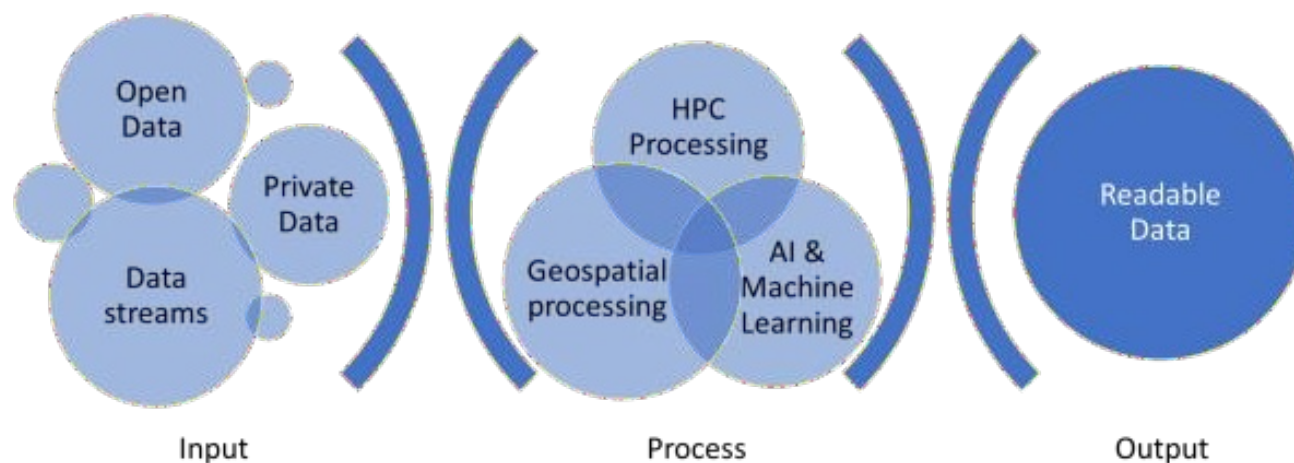 Open
Data
Private
Data
Data
streams
HPC
Processing
Geospatial
processing
AI &
Machine
Learning
Readable
Data
Input
Process
Output